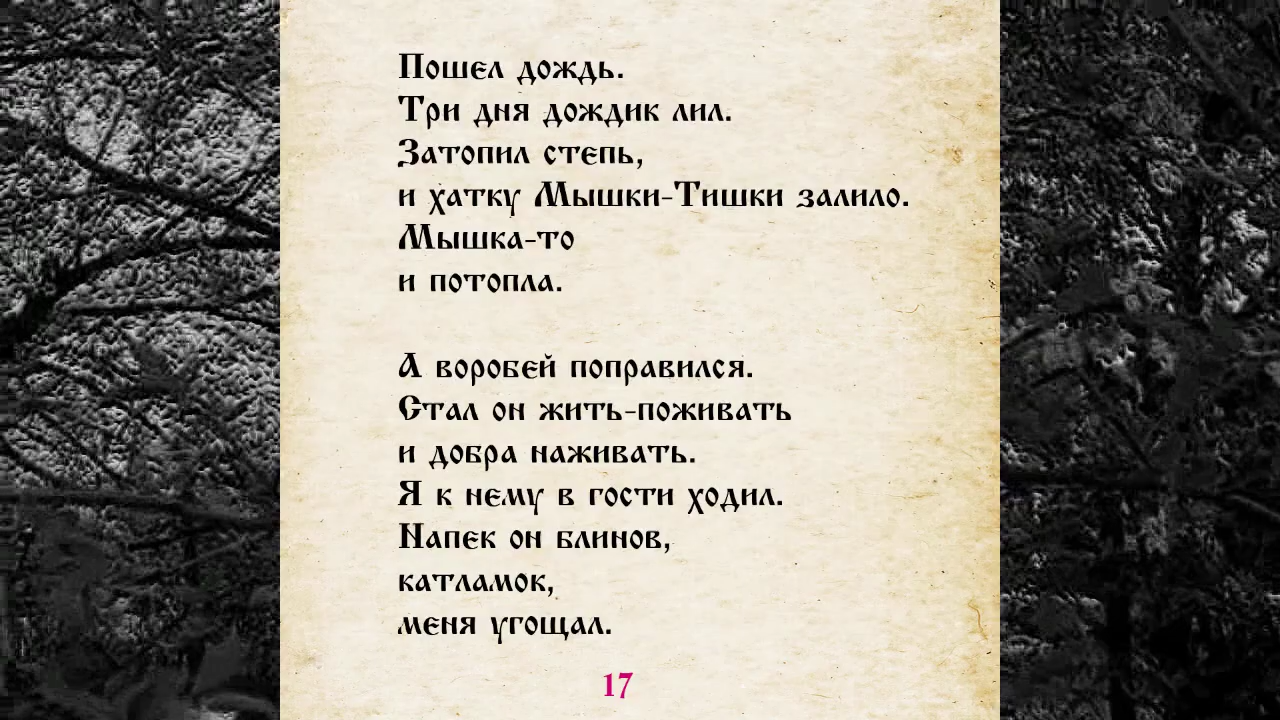 Пошел дождь.
Три дня дождик лил.
Затопил степь,
и хатку Мышки-Тишки залило.
Мышка-то
и потопла.
А воробей поправился.
Стал он жить-поживать
и добра наживать.
Я к нему в гости ходил.
Напек он блинов,
катламок,
меня угощал.
17